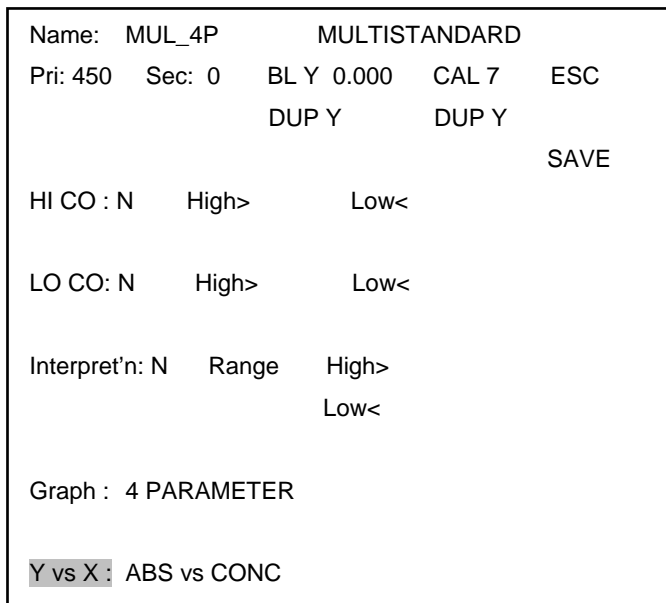 Name: MUL_4P MULTISTANDARD
Pri: 450 Sec: 0 BL Y 0.000 CAL 7 ESC
DUP Y DUP Y
SAVE
HI CO : N High> Low<
LO CO: N High> Low<
Interpret’n: N Range High>
Low<
Graph : 4 PARAMETER
Y vs X : ABS vs CONC